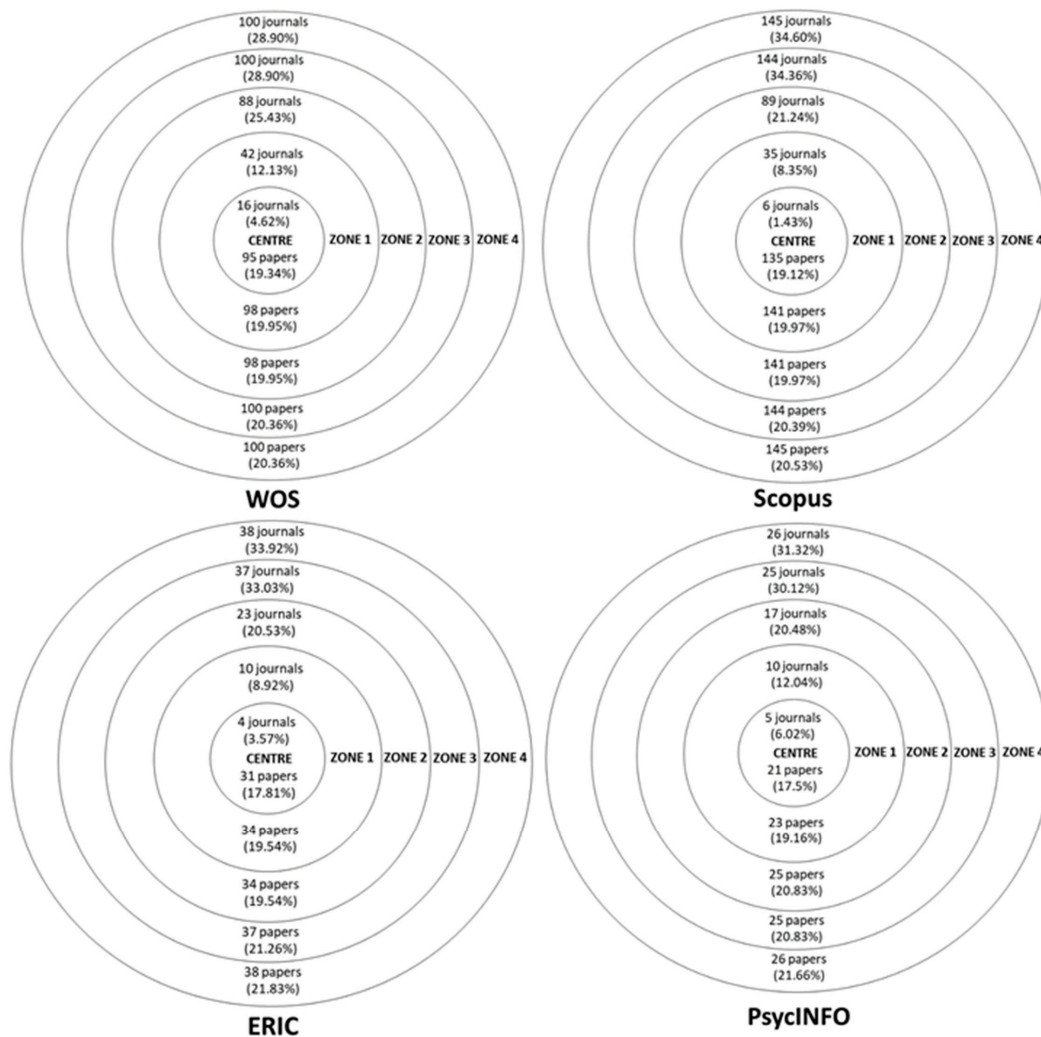 100 journals
(28.90%)
100 journals
(28.90%)
88 journals
(25.43%)
42 journals
(12.13%)
16 journals
(4.62%)
CENTRE
95 papers
(19.34%)
ZONE 1
ZONE 2
ZONE 3
ZONE 4
98 papers
(19.95%)
98 papers
(19.95%)
100 papers
(20.36%)
100 papers
(20.36%)
WOS
145 journals
(34.60%)
144 journals
(34.36%)
89 journals
(21.24%)
35 journals
(8.35%)
6 journals
(1.43%)
CENTRE
135 papers
(19.12%)
ZONE 1
ZONE 2
ZONE 3
ZONE 4
141 papers
(19.97%)
141 papers
(19.97%)
144 papers
(20.39%)
145 papers
(20.53%)
Scopus
38 journals
(33.92%)
37 journals
(33.03%)
23 journals
(20.53%)
10 journals
(8.92%)
4 journals
(3.57%)
CENTRE
31 papers
(17.81%)
ZONE 1
ZONE 2
ZONE 3
ZONE 4
34 papers
(19.54%)
34 papers
(19.54%)
37 papers
(21.26%)
38 papers
(21.83%)
ERIC
26 journals
(31.32%)
25 journals
(30.12%)
17 journals
(20.48%)
10 journals
(12.04%)
5 journals
(6.02%)
CENTRE
21 papers
(17.5%)
ZONE 1
ZONE 2
ZONE 3
ZONE 4
23 papers
(19.16%)
25 papers
(20.83%)
25 papers
(20.83%)
26 papers
(21.66%)
PsycINFO